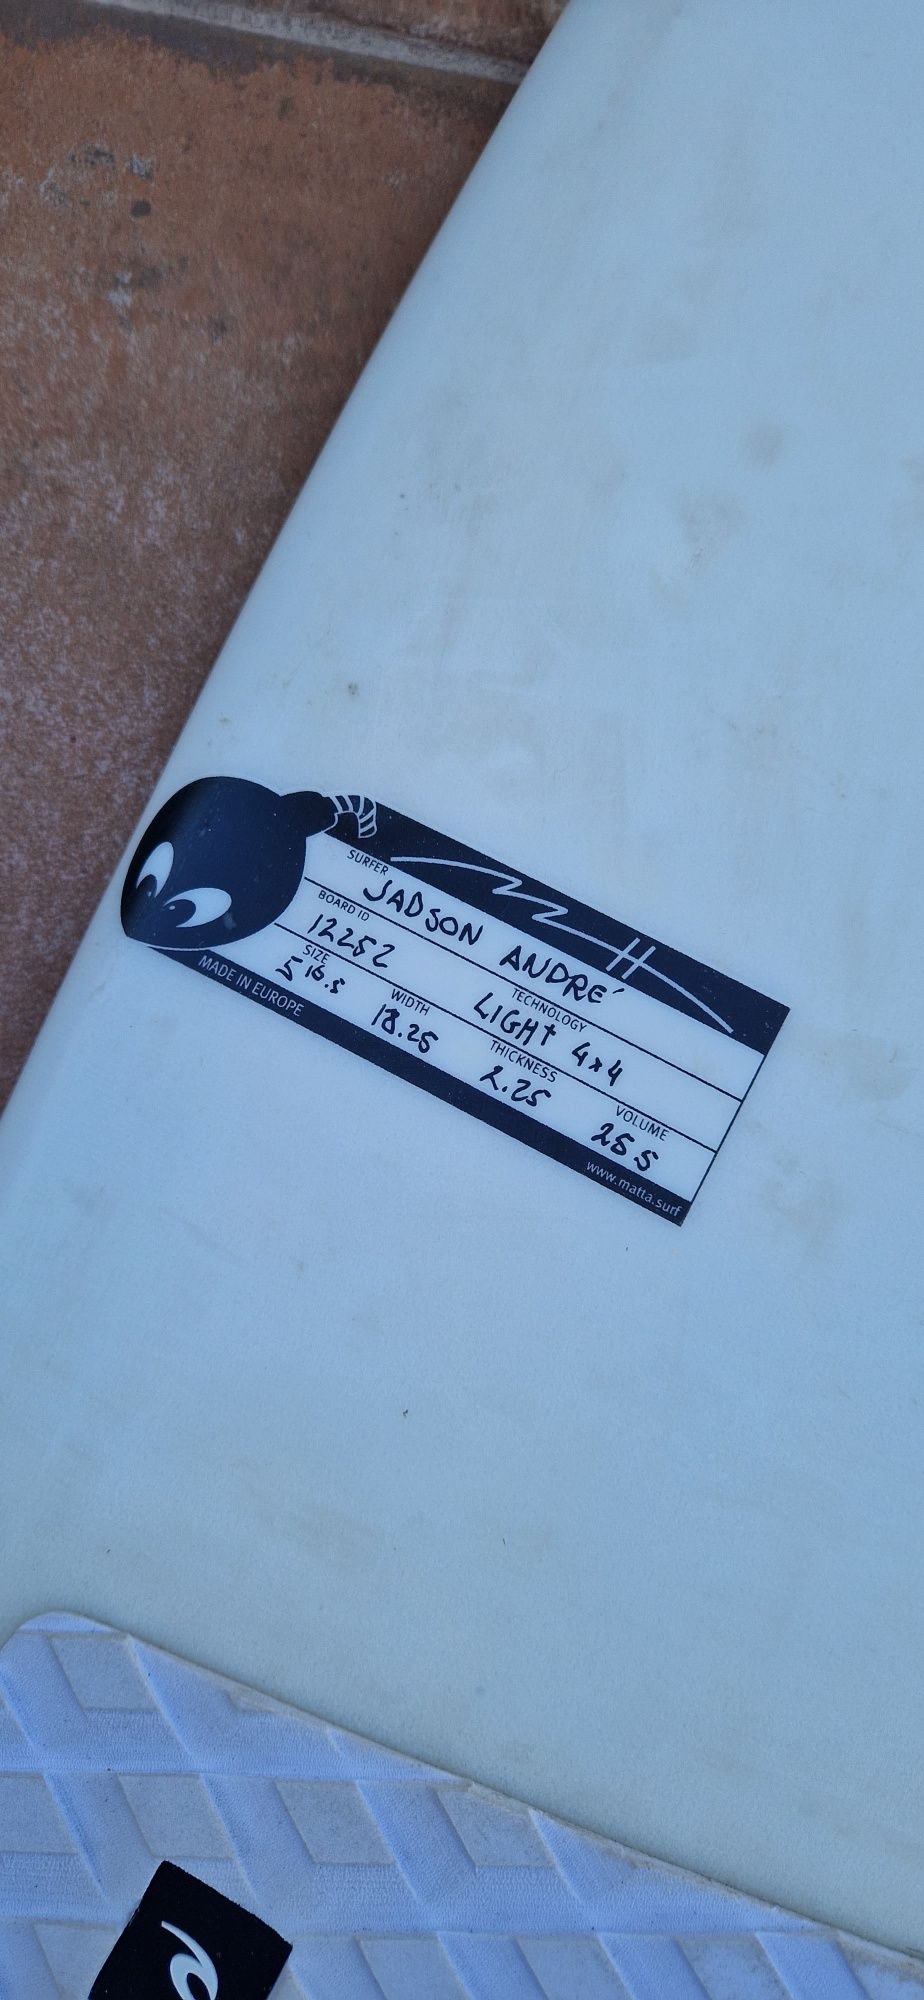 SURFER
JADSON ANDRÉ
BOARD ID
12252
TECHNOLOGY
LIGHT 4x4
SIZE
5'6.5
WIDTH
18.25
THICKNESS
2.25
VOLUME
25 5
MADE IN EUROPE
www.matta.surf